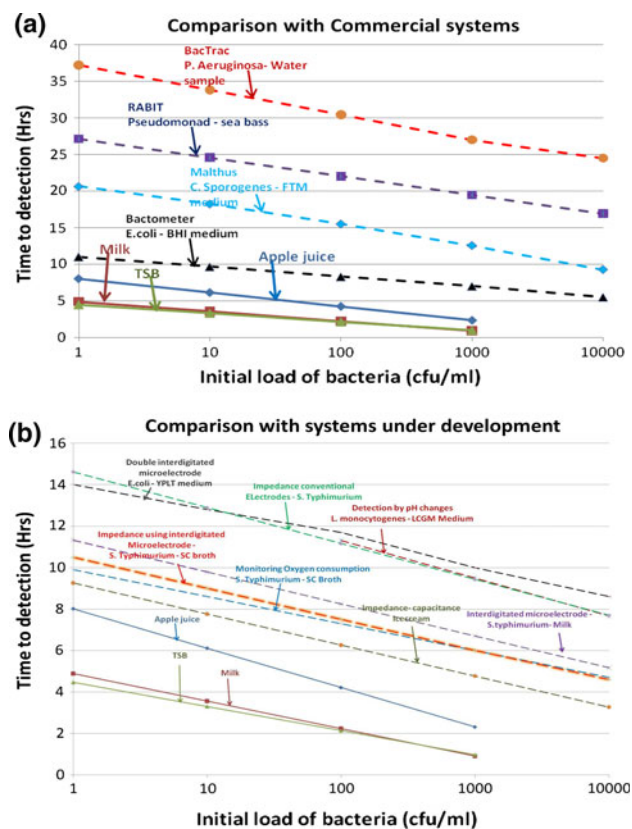 (a)
Comparison with Commercial systems
40
35
30
25
20
15
10
5
0
Time to detection (Hrs)
BacTrac
P. Aeruginosa- Water
sample
RABIT
Pseudomonad - sea bass
Malthus
C. Sporogenes - FTM
medium
Bactometer
E.coli - BHI medium
Milk
TSB
Apple juice
1
10
100
1000
10000
Initial load of bacteria (cfu/ml)
(b)
Comparison with systems under development
16
14
12
10
8
6
4
2
0
Time to detection (Hrs)
Double interdigitated
microelectrode
E.coli - YPLT medium
Impedance conventional
ELectrodes - S. Typhimurium
Detection by pH changes
L. monocytogenes - LCGM Medium
Impedance using interdigitated
Microelectrode -
S. Typhimurium - SC broth
Monitoring Oxygen consumption
S. Typhimurium - SC Broth
Impedance- capacitance
Icescream
Interdigitated microelectrode -
S.typhimurium- Milk
Apple juice
TSB
Milk
1
10
100
1000
10000
Initial load of bacteria (cfu/ml)